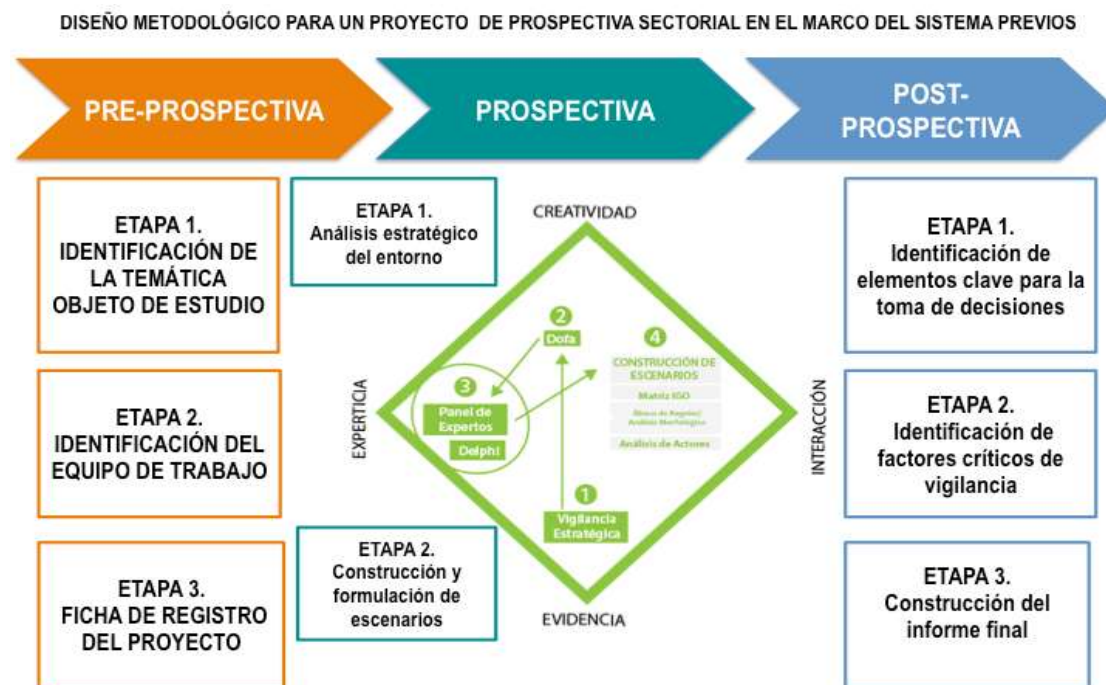 DISEÑO METODOLÓGICO PARA UN PROYECTO DE PROSPECTIVA SECTORIAL EN EL MARCO DEL SISTEMA PREVIOS
PRE-PROSPECTIVA
PROSPECTIVA
POST-
PROSPECTIVA
ETAPA 1.
IDENTIFICACIÓN DE
LA TEMÁTICA
OBJETO DE ESTUDIO
ETAPA 2.
IDENTIFICACIÓN DEL
EQUIPO DE TRABAJO
ETAPA 3.
FICHA DE REGISTRO
DEL PROYECTO
ETAPA 1.
Análisis estratégico
del entorno
ETAPA 2.
Construcción y
formulación de
escenarios
CREATIVIDAD
EXPERTICIA
INTERACCIÓN
EVIDENCIA
1
Vigilancia
Estratégica
2
Dofa
3
Panel de
Expertos
Delphi
4
CONSTRUCCIÓN DE
ESCENARIOS
Matriz IGO
Análisis Morfológico
Análisis de Actores
ETAPA 1.
Identificación de
elementos clave para la
toma de decisiones
ETAPA 2.
Identificación de
factores críticos de
vigilancia
ETAPA 3.
Construcción del
informe final